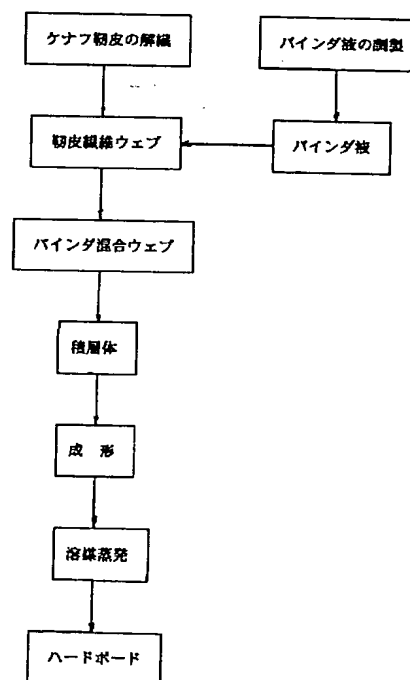 ケナフ靭皮の解繊
バインダ液の調製
靭皮繊維ウェブ
バインダ液
バインダ混合ウェブ
積層体
成 形
溶媒蒸発
ハードボード